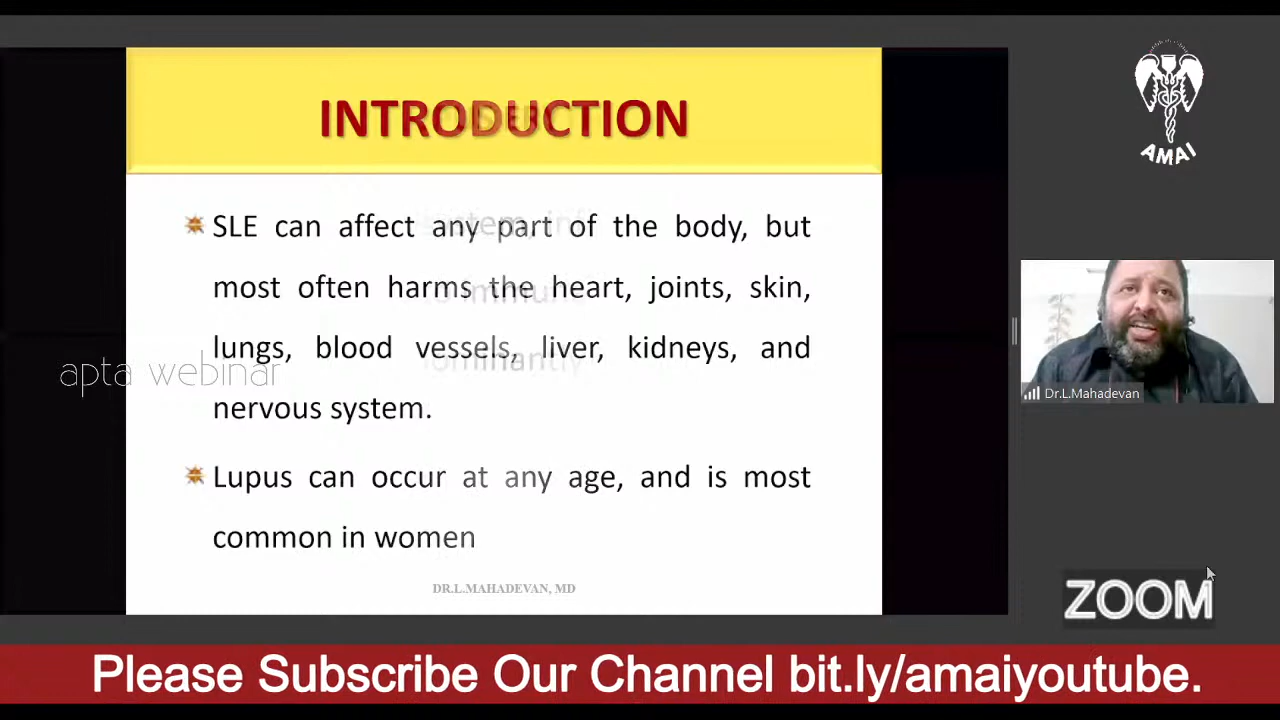 INTRODUCTION
SLE can affect any part of the body, but
most often harms the heart, joints, skin,
lungs, blood vessels, liver, kidneys, and
nervous system.
Lupus can occur at any age, and is most
common in women
DR.L.MAHADEVAN, MD
apta webinar
AMAI
Dr.L.Mahadevan
ZOOM
Please Subscribe Our Channel bit.ly/amaiyoutube.